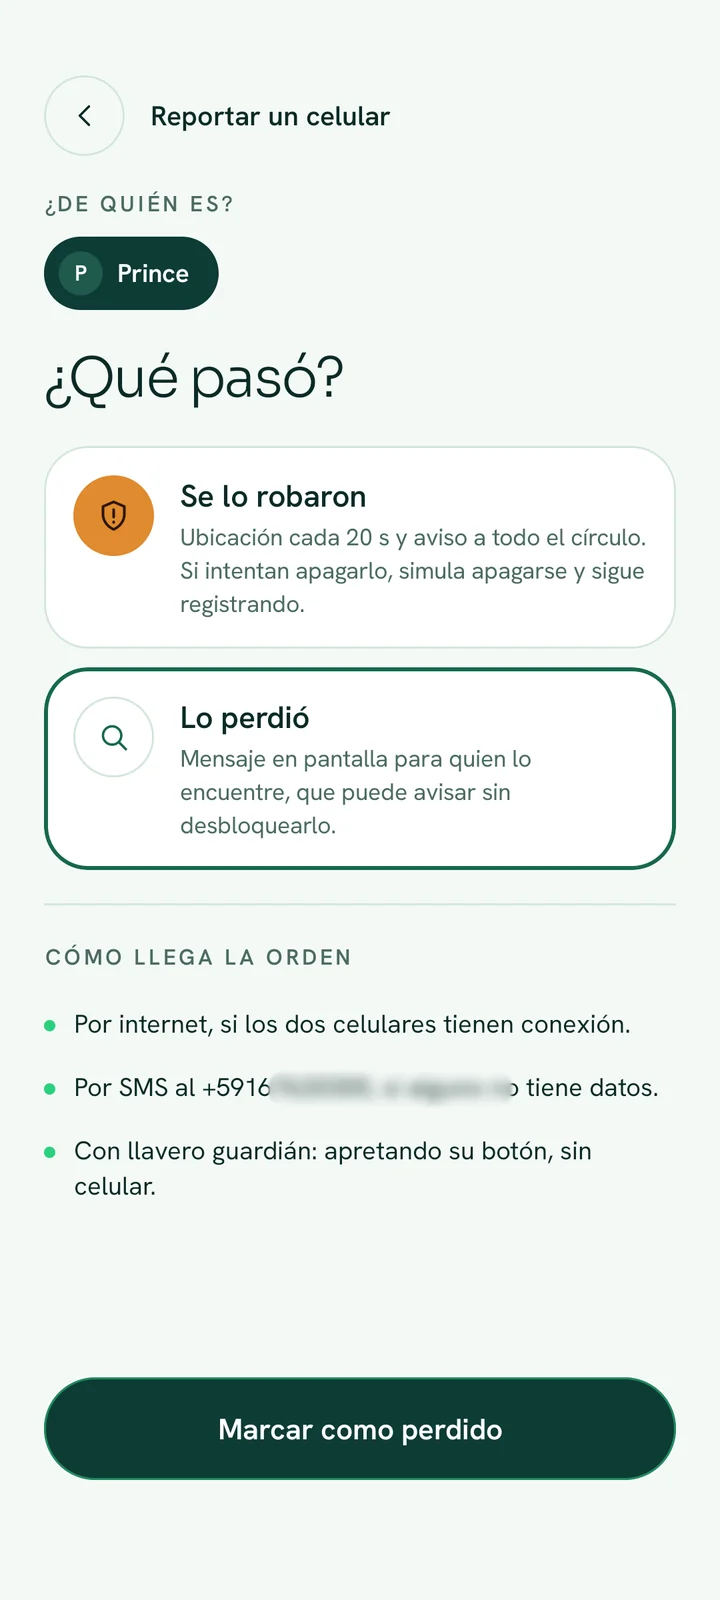 Reportar un celular
¿DE QUIÉN ES?
P Prince
¿Qué pasó?
Se lo robaron
Ubicación cada 20 s y aviso a todo el círculo.
Si intentan apagarlo, simula apagarse y sigue
registrando.
Lo perdió
Mensaje en pantalla para quien lo
encuentre, que puede avisar sin
desbloquearlo.
CÓMO LLEGA LA ORDEN
Por internet, si los dos celulares tienen conexión.
Por SMS al +5916 tiene datos.
Con llavero guardián: apretando su botón, sin
celular.
Marcar como perdido